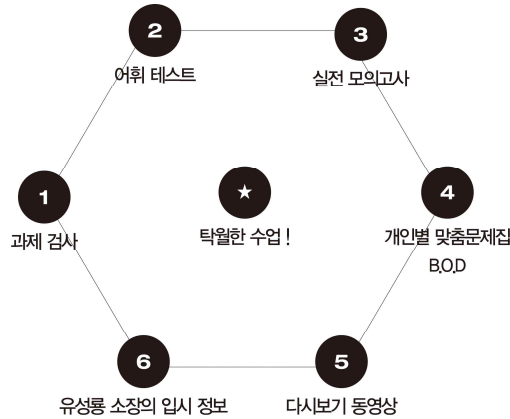 2
어휘 테스트
3
실전 모의고사
1
과제 검사
★
탁월한 수업 !
4
개인별 맞춤문제집
B.O.D
6
유성룡 소장의 입시 정보
5
다시보기 동영상